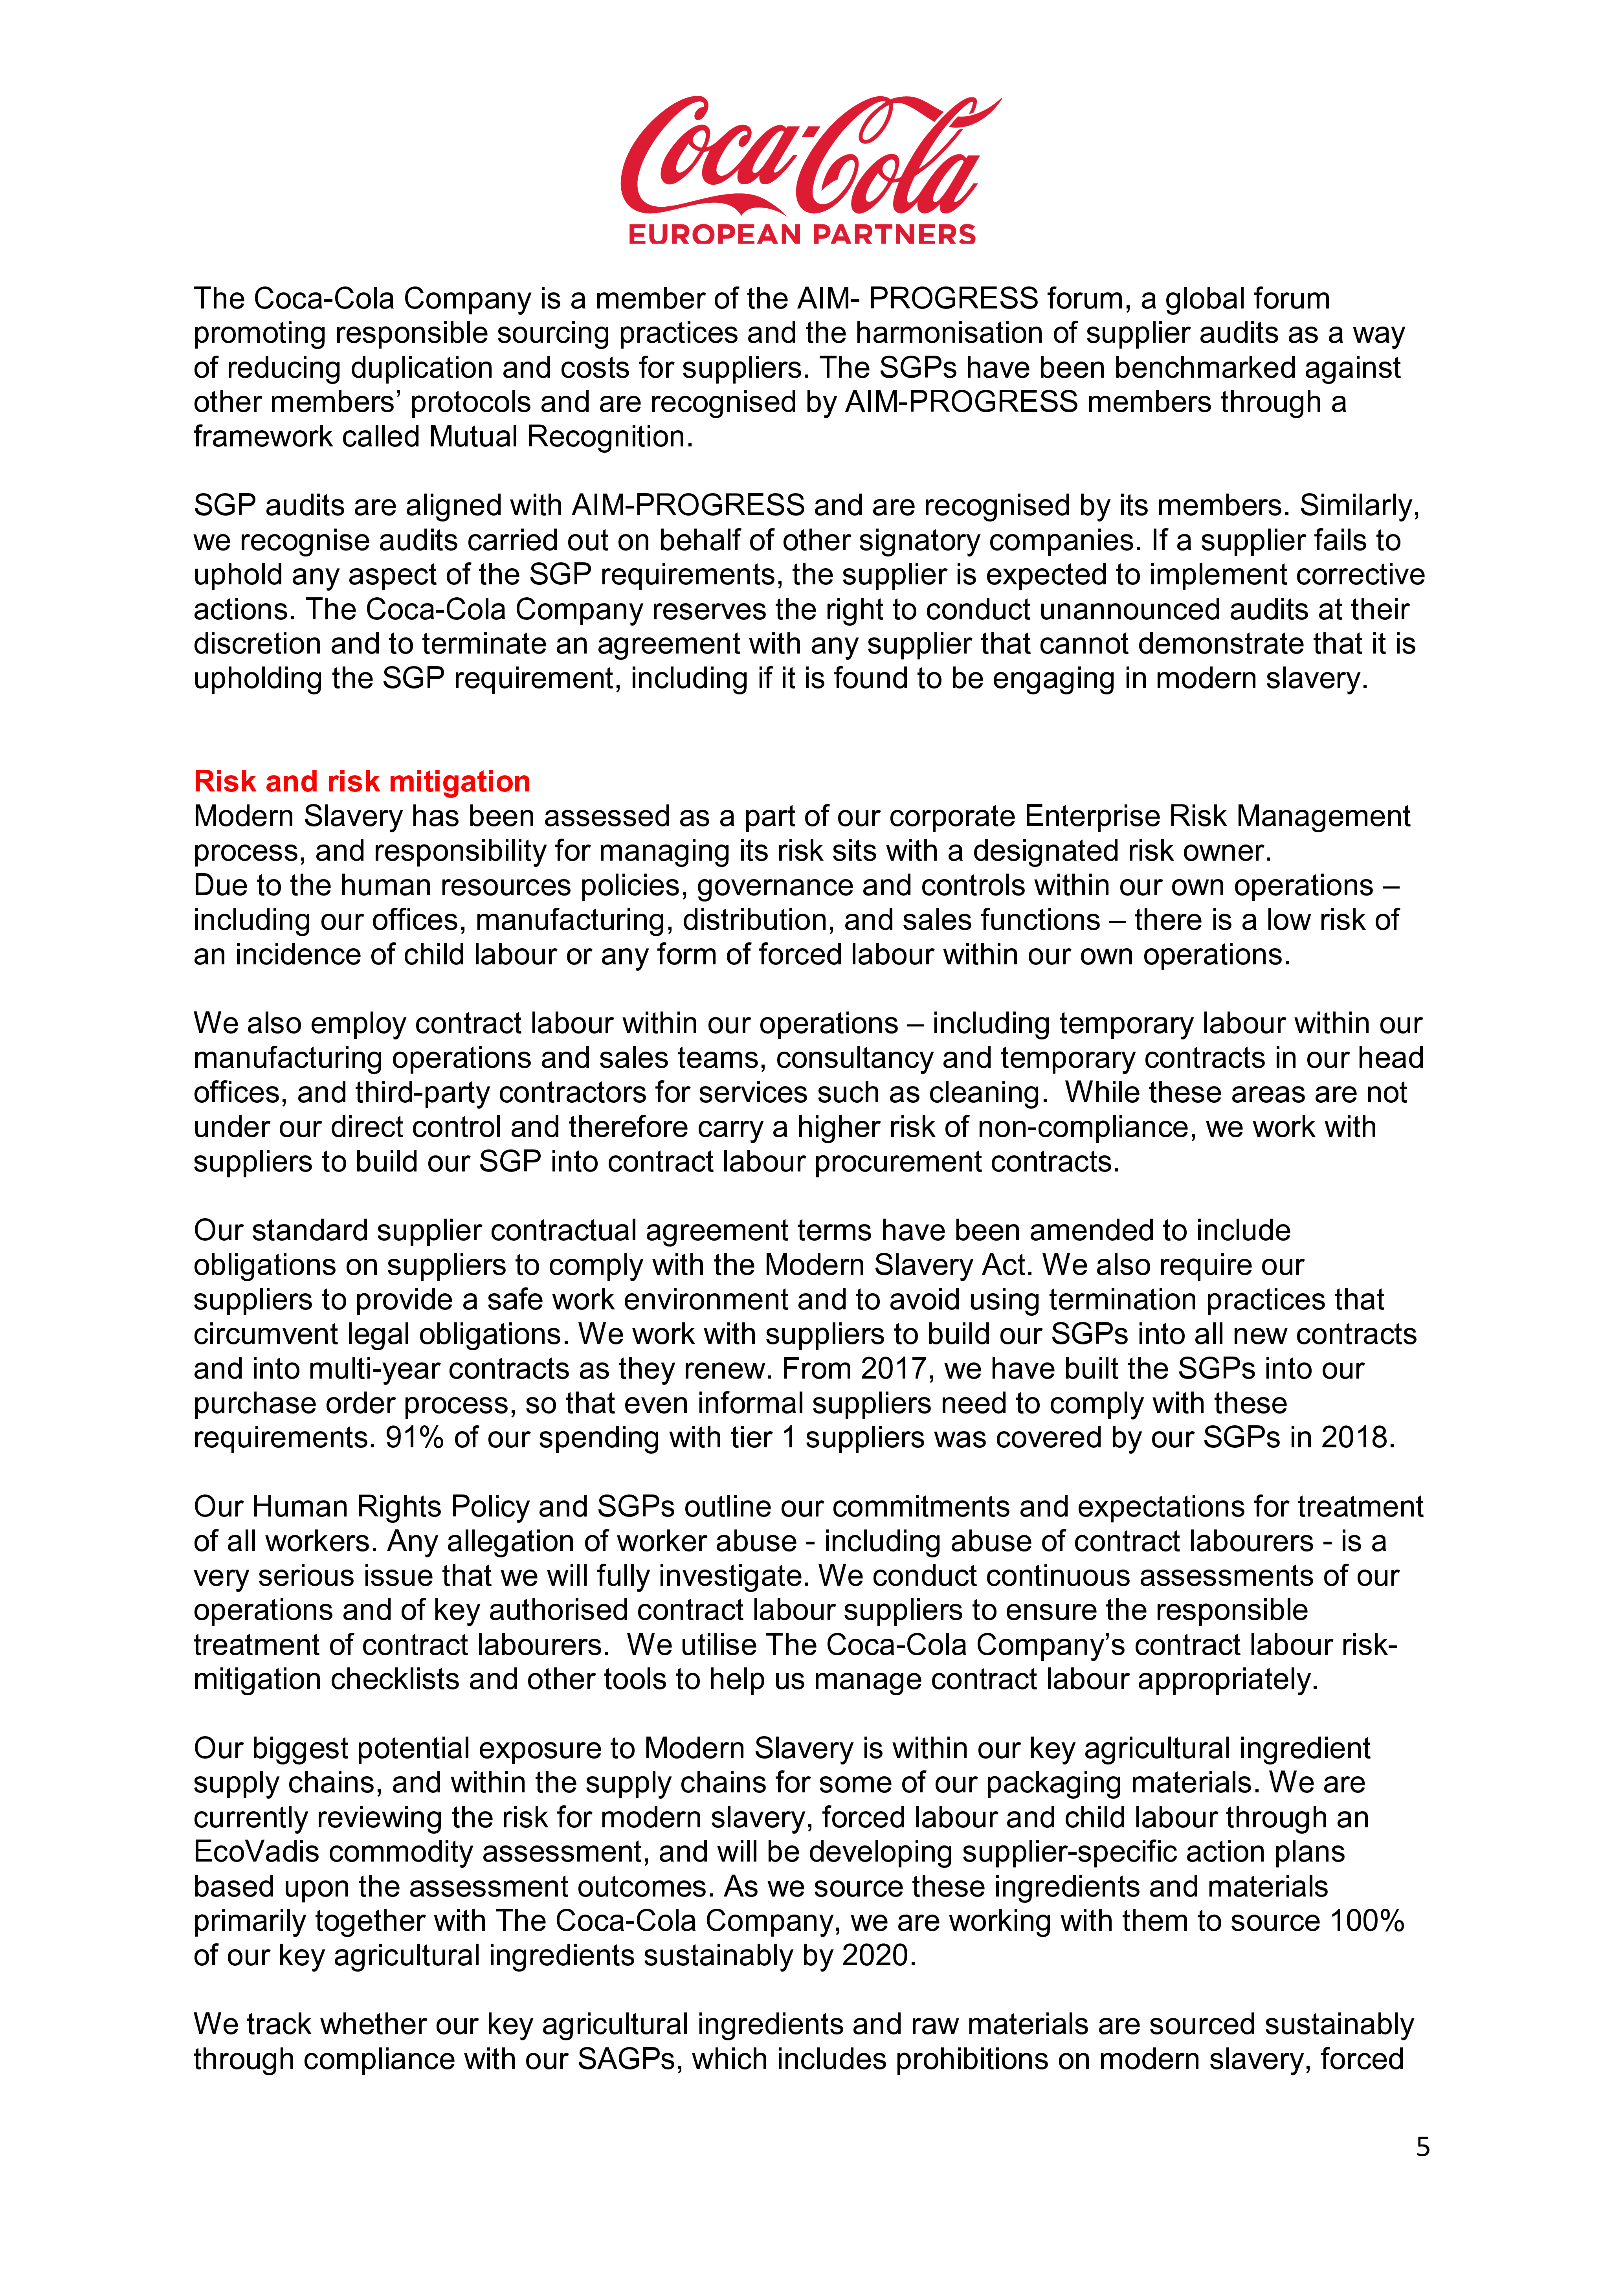 Coca-Cola
EUROPEAN PARTNERS
The Coca-Cola Company is a member of the AIM- PROGRESS forum, a global forum
promoting responsible sourcing practices and the harmonisation of supplier audits as a way
of reducing duplication and costs for suppliers. The SGPs have been benchmarked against
other members’ protocols and are recognised by AIM-PROGRESS members through a
framework called Mutual Recognition.
SGP audits are aligned with AIM-PROGRESS and are recognised by its members. Similarly,
we recognise audits carried out on behalf of other signatory companies. If a supplier fails to
uphold any aspect of the SGP requirements, the supplier is expected to implement corrective
actions. The Coca-Cola Company reserves the right to conduct unannounced audits at their
discretion and to terminate an agreement with any supplier that cannot demonstrate that it is
upholding the SGP requirement, including if it is found to be engaging in modern slavery.
Risk and risk mitigation
Modern Slavery has been assessed as a part of our corporate Enterprise Risk Management
process, and responsibility for managing its risk sits with a designated risk owner.
Due to the human resources policies, governance and controls within our own operations –
including our offices, manufacturing, distribution, and sales functions – there is a low risk of
an incidence of child labour or any form of forced labour within our own operations.
We also employ contract labour within our operations – including temporary labour within our
manufacturing operations and sales teams, consultancy and temporary contracts in our head
offices, and third-party contractors for services such as cleaning.  While these areas are not
under our direct control and therefore carry a higher risk of non-compliance, we work with
suppliers to build our SGP into contract labour procurement contracts.
Our standard supplier contractual agreement terms have been amended to include
obligations on suppliers to comply with the Modern Slavery Act. We also require our
suppliers to provide a safe work environment and to avoid using termination practices that
circumvent legal obligations. We work with suppliers to build our SGPs into all new contracts
and into multi-year contracts as they renew. From 2017, we have built the SGPs into our
purchase order process, so that even informal suppliers need to comply with these
requirements. 91% of our spending with tier 1 suppliers was covered by our SGPs in 2018.
Our Human Rights Policy and SGPs outline our commitments and expectations for treatment
of all workers. Any allegation of worker abuse - including abuse of contract labourers - is a
very serious issue that we will fully investigate. We conduct continuous assessments of our
operations and of key authorised contract labour suppliers to ensure the responsible
treatment of contract labourers.  We utilise The Coca-Cola Company’s contract labour risk-
mitigation checklists and other tools to help us manage contract labour appropriately.
Our biggest potential exposure to Modern Slavery is within our key agricultural ingredient
supply chains, and within the supply chains for some of our packaging materials. We are
currently reviewing the risk for modern slavery, forced labour and child labour through an
EcoVadis commodity assessment, and will be developing supplier-specific action plans
based upon the assessment outcomes. As we source these ingredients and materials
primarily together with The Coca-Cola Company, we are working with them to source 100%
of our key agricultural ingredients sustainably by 2020.
We track whether our key agricultural ingredients and raw materials are sourced sustainably
through compliance with our SAGPs, which includes prohibitions on modern slavery, forced
5